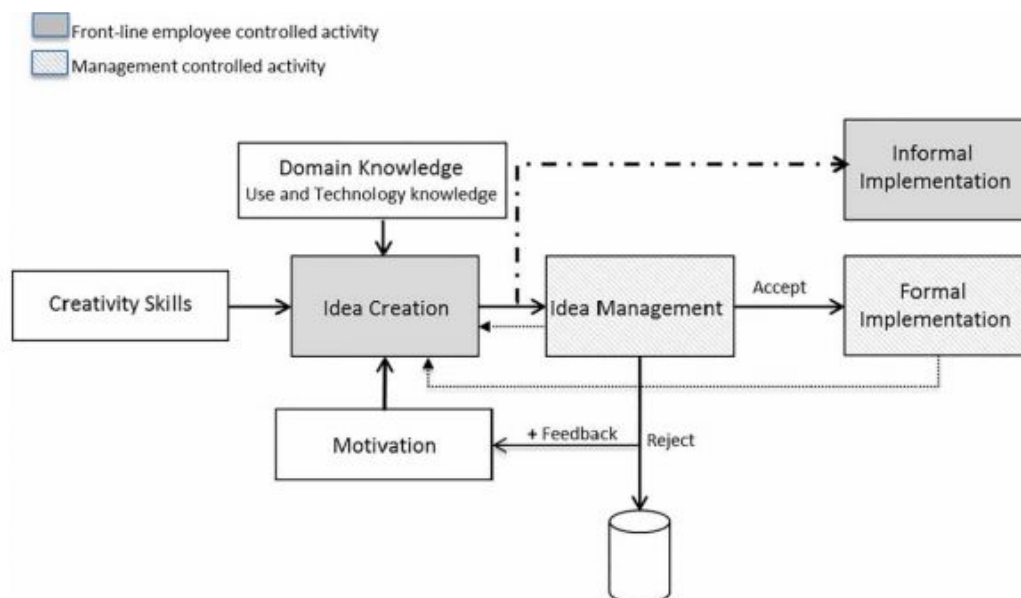 Front-line employee controlled activity
Management controlled activity
Domain Knowledge
Use and Technology knowledge
Informal
Implementation
Creativity Skills
Idea Creation
Idea Management
Accept
Formal
Implementation
Motivation
+ Feedback
Reject